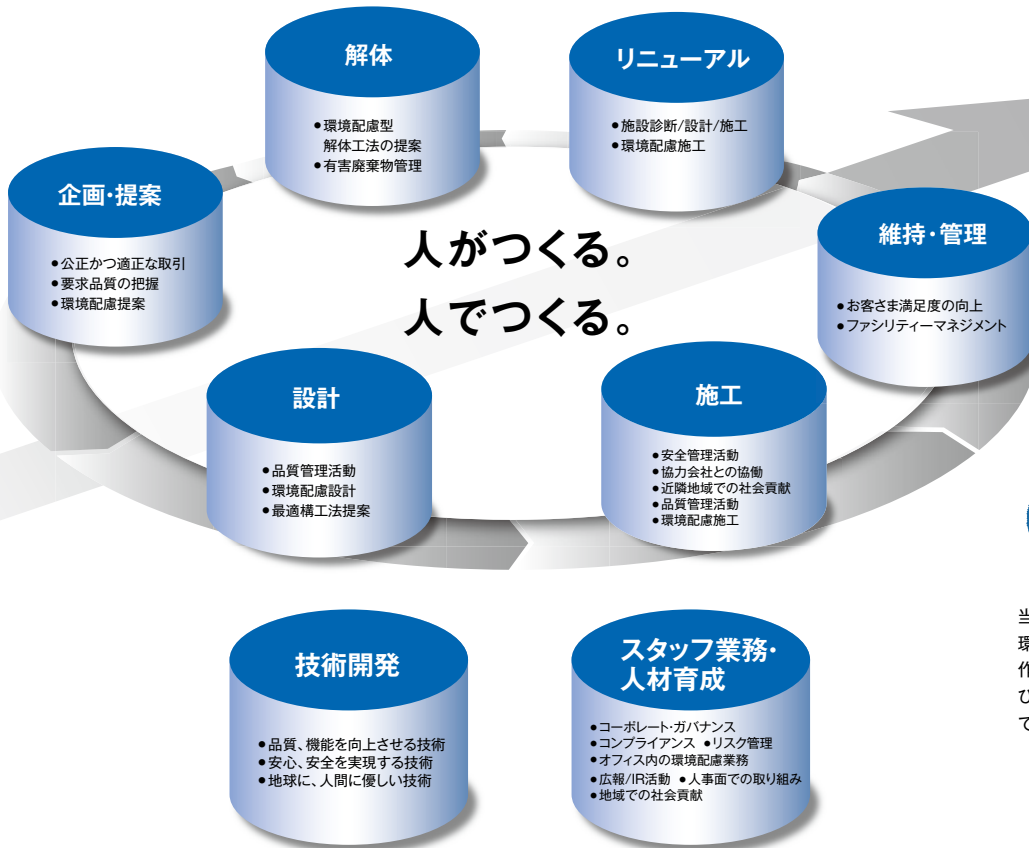 解体
●環境配慮型
解体工法の提案
●有害廃棄物管理
リニューアル
●施設診断/設計/施工
●環境配慮施工
企画・提案
●公正かつ適正な取引
●要求品質の把握
●環境配慮提案
維持・管理
●お客さま満足度の向上
●ファシリティーマネジメント
人がつくる。
人でつくる。
設計
●品質管理活動
●環境配慮設計
●最適構工法提案
施工
●安全管理活動
●協力会社との協働
●近隣地域での社会貢献
●品質管理活動
●環境配慮施工
技術開発
●品質、機能を向上させる技術
●安心、安全を実現する技術
●地球に、人間に優しい技術
スタッフ業務・
人材育成
●コーポレート・ガバナンス
●コンプライアンス ●リスク管理
●オフィス内の環境配慮業務
●広報/IR活動 ●人事面での取り組み
●地域での社会貢献
当
環
作
ひ
て